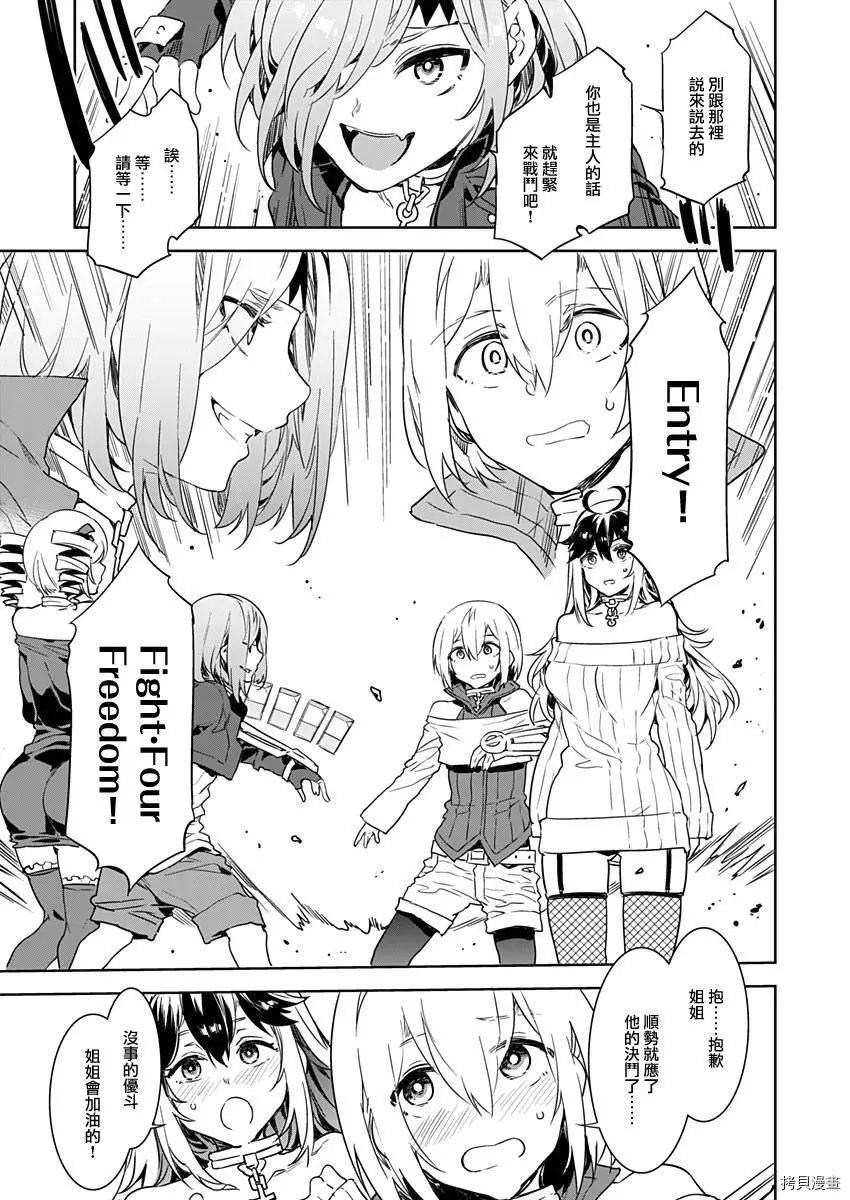 別跟那裡
説來説去的
你也是主人的話
就趕緊
來戰鬥吧！
誒……
等……
請等一下……
Entry—！
Fight・Four
Freedom—！
抱……抱歉
姐姐
順勢就應了
他的決鬥了……
沒事的優斗
姐姐會加油的！
拷貝漫畫